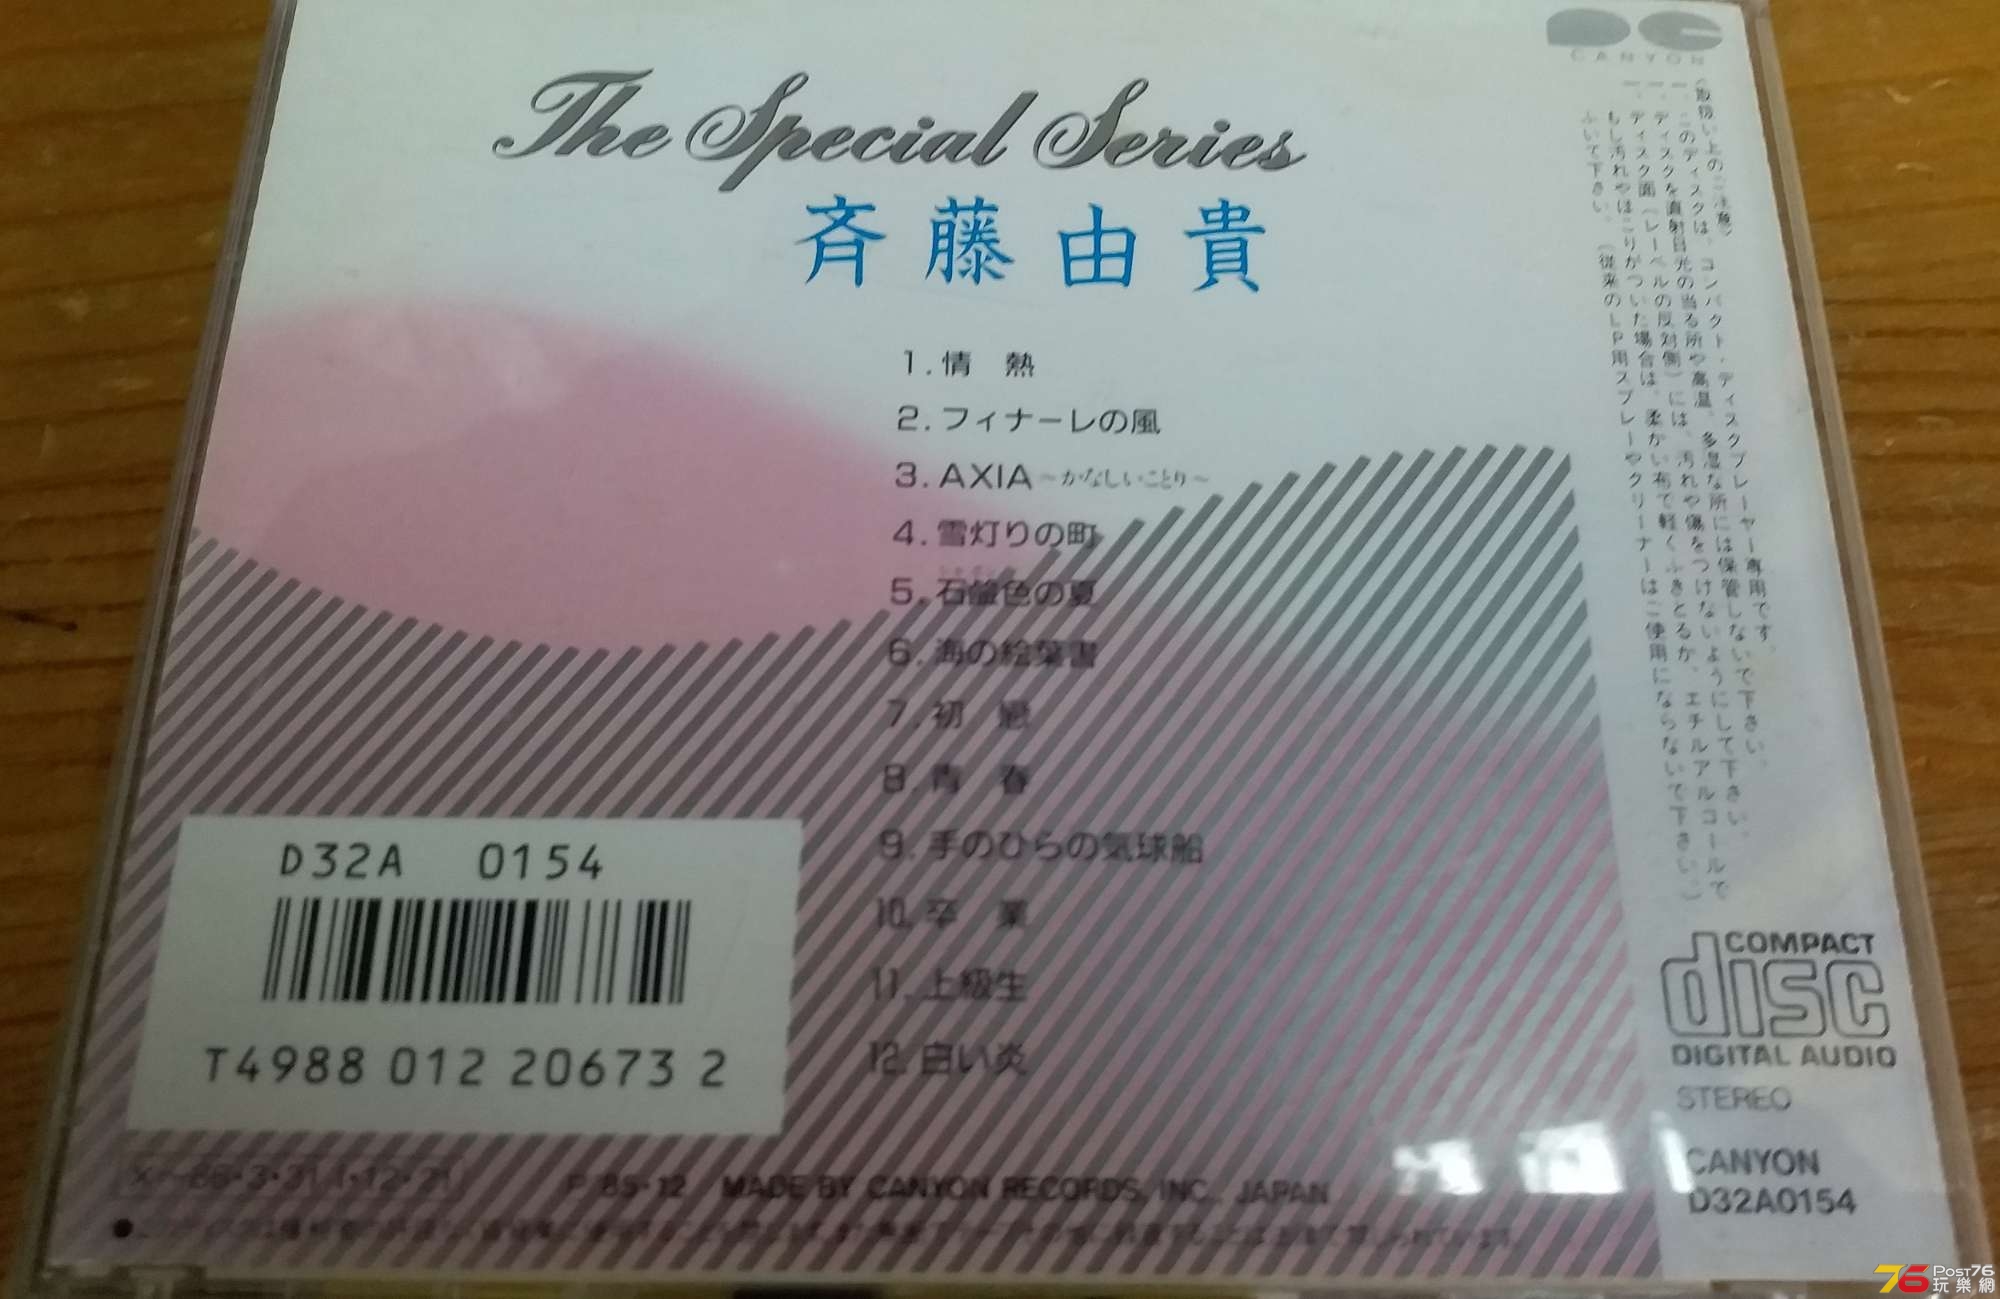 CANYON
The Special Series
斉藤由貴
1. 情 熱
2. フィナーレの風
3. AXIA ～かなしいことり～
4. 雪灯りの町
5. 石鹼色の夏
6. 海の絵葉書
7. 初 戀
8. 青 春
9. 手のひらの気球船
10. 卒 業
11. 上級生
12. 白い炎
D32A 0154
T4988 012 20673 2
P '85・12 MADE BY CANYON RECORDS, INC., JAPAN
(取り扱い上のご注意)
一、このディスクは、コンパクト・ディスクプレーヤー専用です。
一、ディスクを直射日光の当る所や高温、多湿な所には保管しないで下さい。
一、ディスク面(レーベルの反対側)には、汚れや傷をつけないようにして下さい。
もし汚れやほこりがついた場合は、柔かい布で軽くふきとるか、エチルアルコールで
ふいて下さい。(従来のLP用スプレーやクリーナーはご使用にならないで下さい。)
COMPACT
disc
DIGITAL AUDIO
STEREO
CANYON
D32A0154
76 POST76
玩樂網